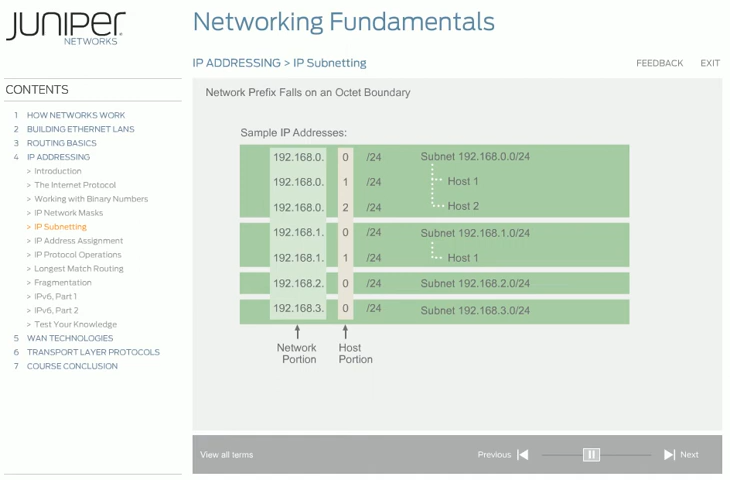 JUNIPER
NETWORKS
Networking Fundamentals
IP ADDRESSING > IP Subnetting
FEEDBACK
EXIT
CONTENTS
1 HOW NETWORKS WORK
2 BUILDING ETHERNET LANS
3 ROUTING BASICS
4 IP ADDRESSING
> Introduction
> The Internet Protocol
> Working with Binary Numbers
> IP Network Masks
> IP Subnetting
> IP Address Assignment
> IP Protocol Operations
> Longest Match Routing
> Fragmentation
> IPv6, Part 1
> IPv6, Part 2
> Test Your Knowledge
5 WAN TECHNOLOGIES
6 TRANSPORT LAYER PROTOCOLS
7 COURSE CONCLUSION
Network Prefix Falls on an Octet Boundary
Sample IP Addresses:
192.168.0. 0 /24 Subnet 192.168.0.0/24
192.168.0. 1 /24 Host 1
192.168.0. 2 /24 Host 2
192.168.1. 0 /24 Subnet 192.168.1.0/24
192.168.1. 1 /24 Host 1
192.168.2. 0 /24 Subnet 192.168.2.0/24
192.168.3. 0 /24 Subnet 192.168.3.0/24
Network
Portion
Host
Portion
View all terms
Previous
Next